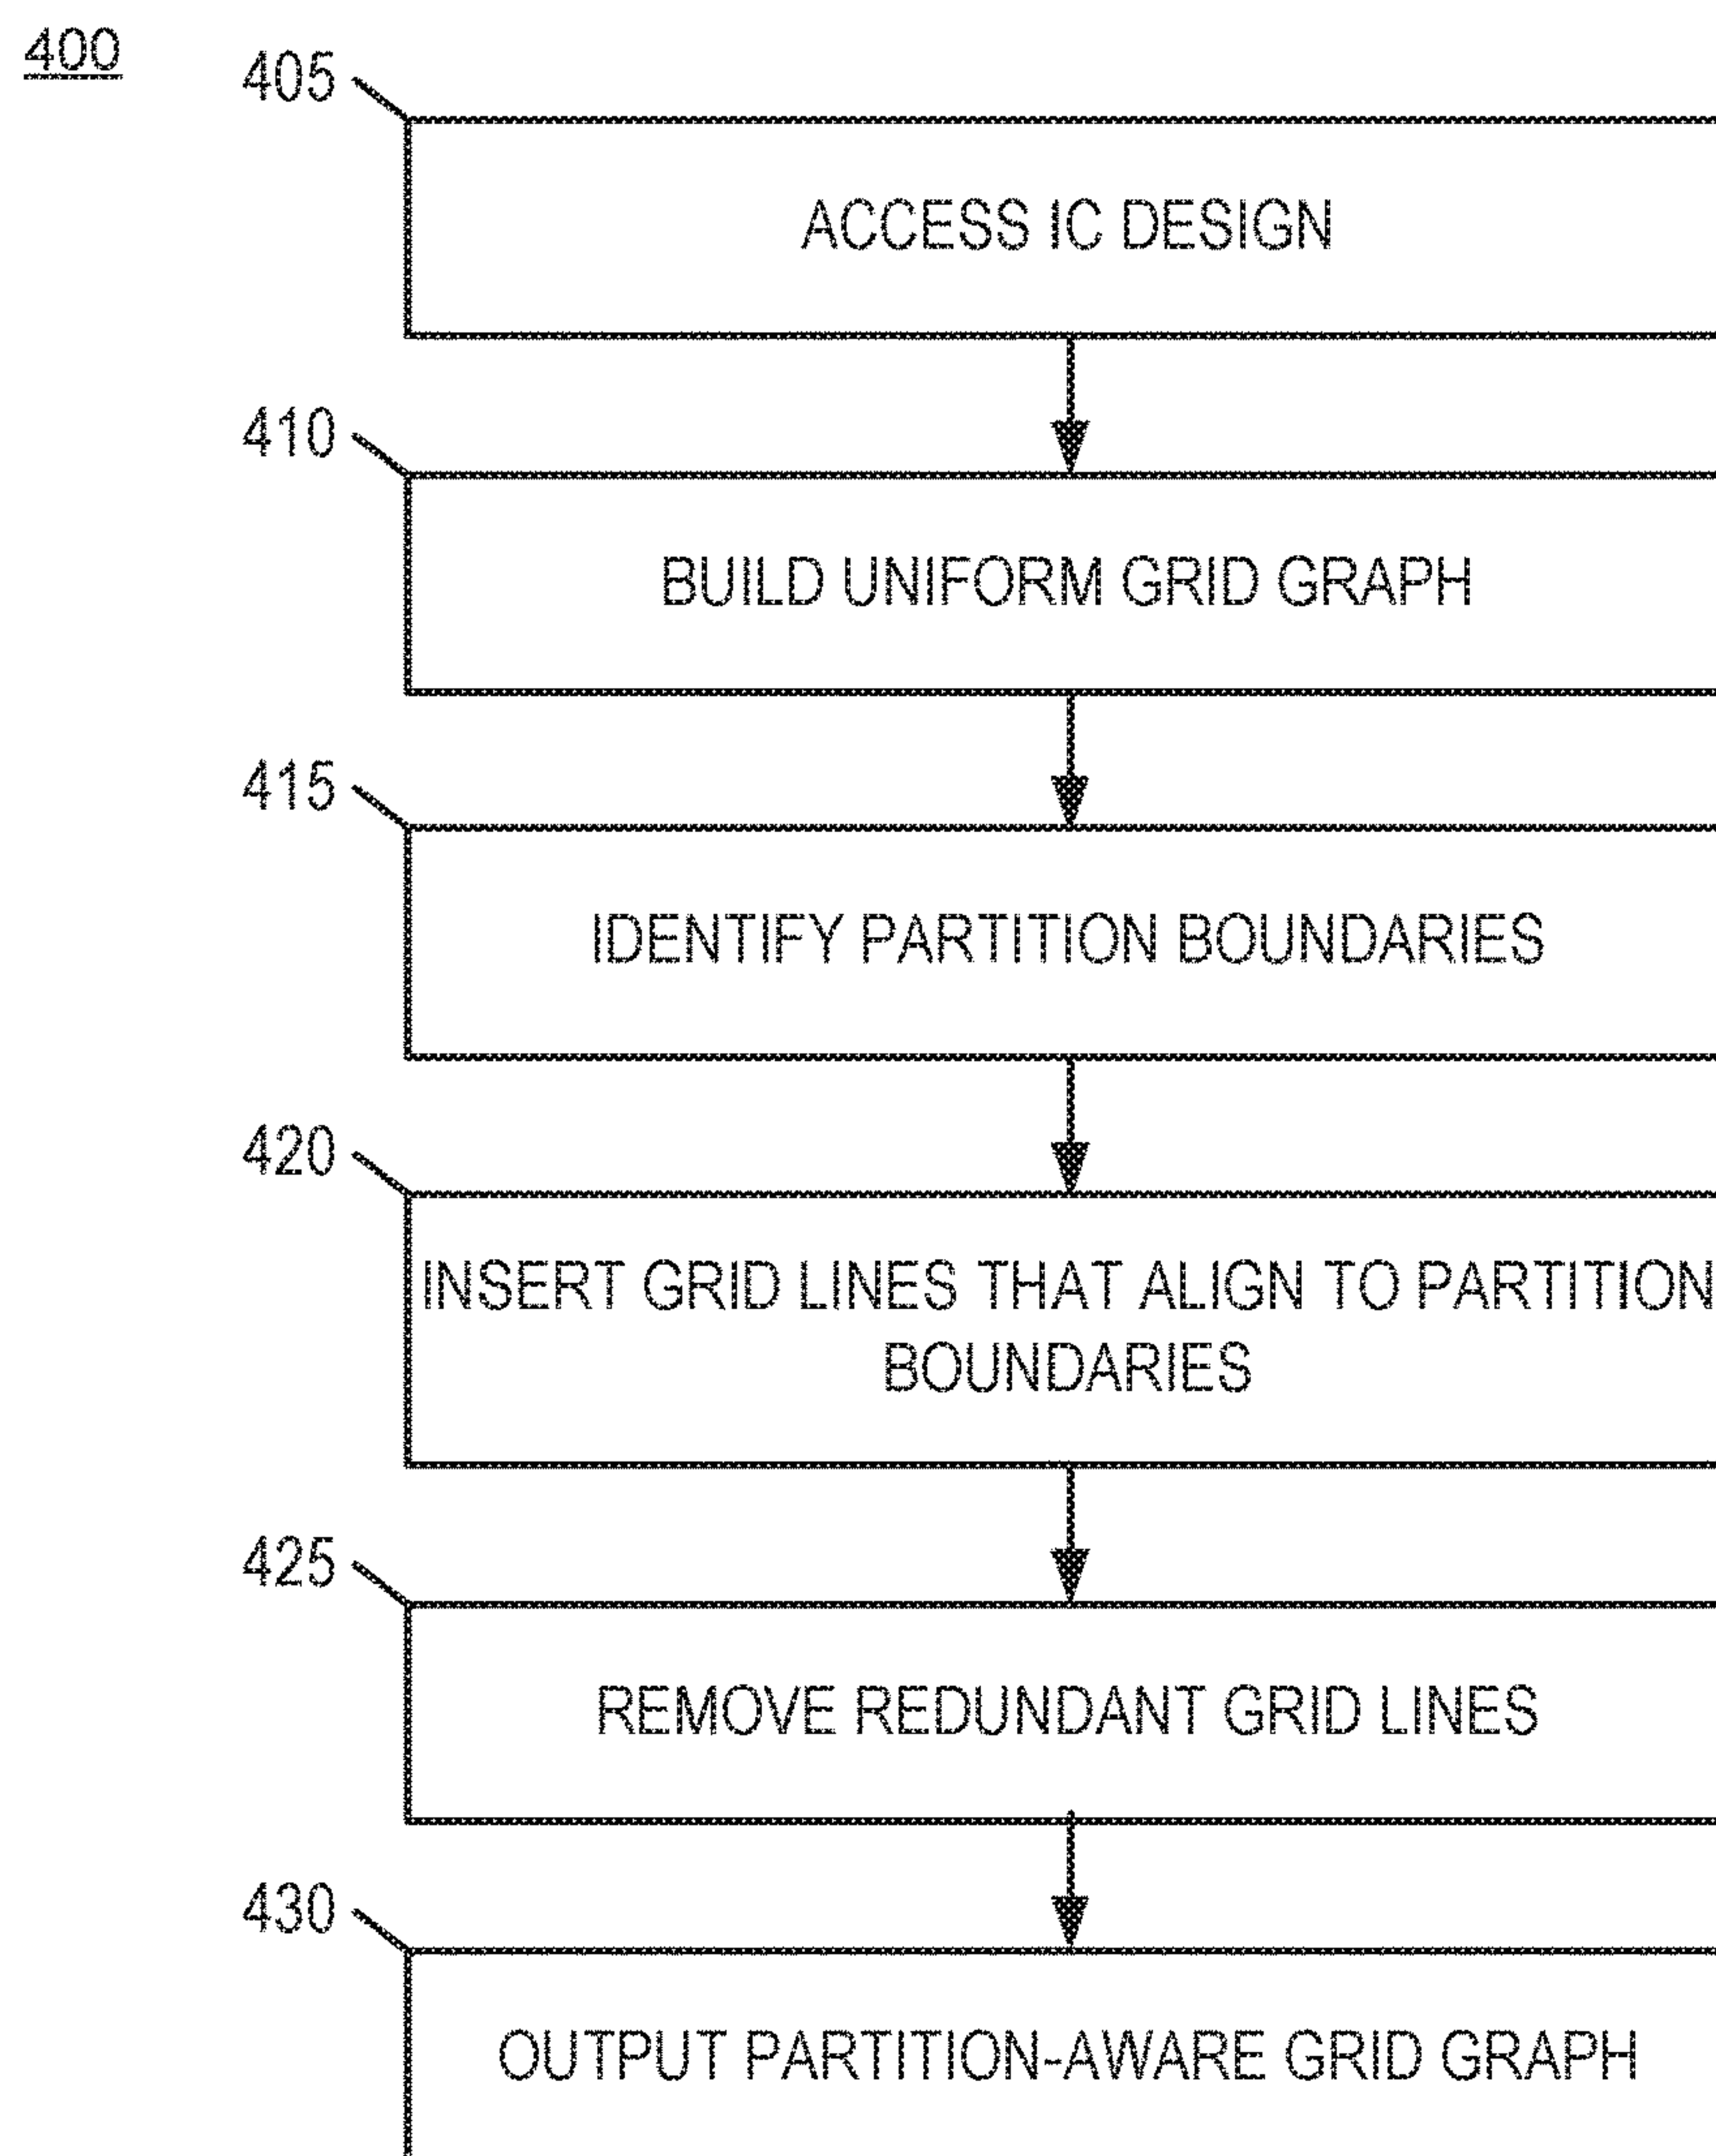 400
405
ACCESS IC DESIGN
410
BUILD UNIFORM GRID GRAPH
415
IDENTIFY PARTITION BOUNDARIES
420
INSERT GRID LINES THAT ALIGN TO PARTITION
BOUNDARIES
425
REMOVE REDUNDANT GRID LINES
430
OUTPUT PARTITION-AWARE GRID GRAPH